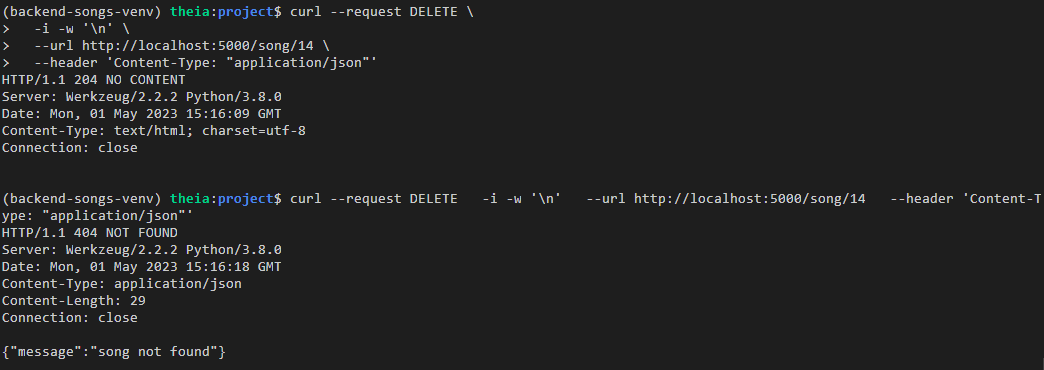 (backend-songs-venv) theia:project$ curl --request DELETE \
>   -i -w '\n' \
>   --url http://localhost:5000/song/14 \
>   --header 'Content-Type: "application/json"'
HTTP/1.1 204 NO CONTENT
Server: Werkzeug/2.2.2 Python/3.8.0
Date: Mon, 01 May 2023 15:16:09 GMT
Content-Type: text/html; charset=utf-8
Connection: close
(backend-songs-venv) theia:project$ curl --request DELETE   -i -w '\n'   --url http://localhost:5000/song/14   --header 'Content-T
ype: "application/json"'
HTTP/1.1 404 NOT FOUND
Server: Werkzeug/2.2.2 Python/3.8.0
Date: Mon, 01 May 2023 15:16:18 GMT
Content-Type: application/json
Content-Length: 29
Connection: close
{"message":"song not found"}